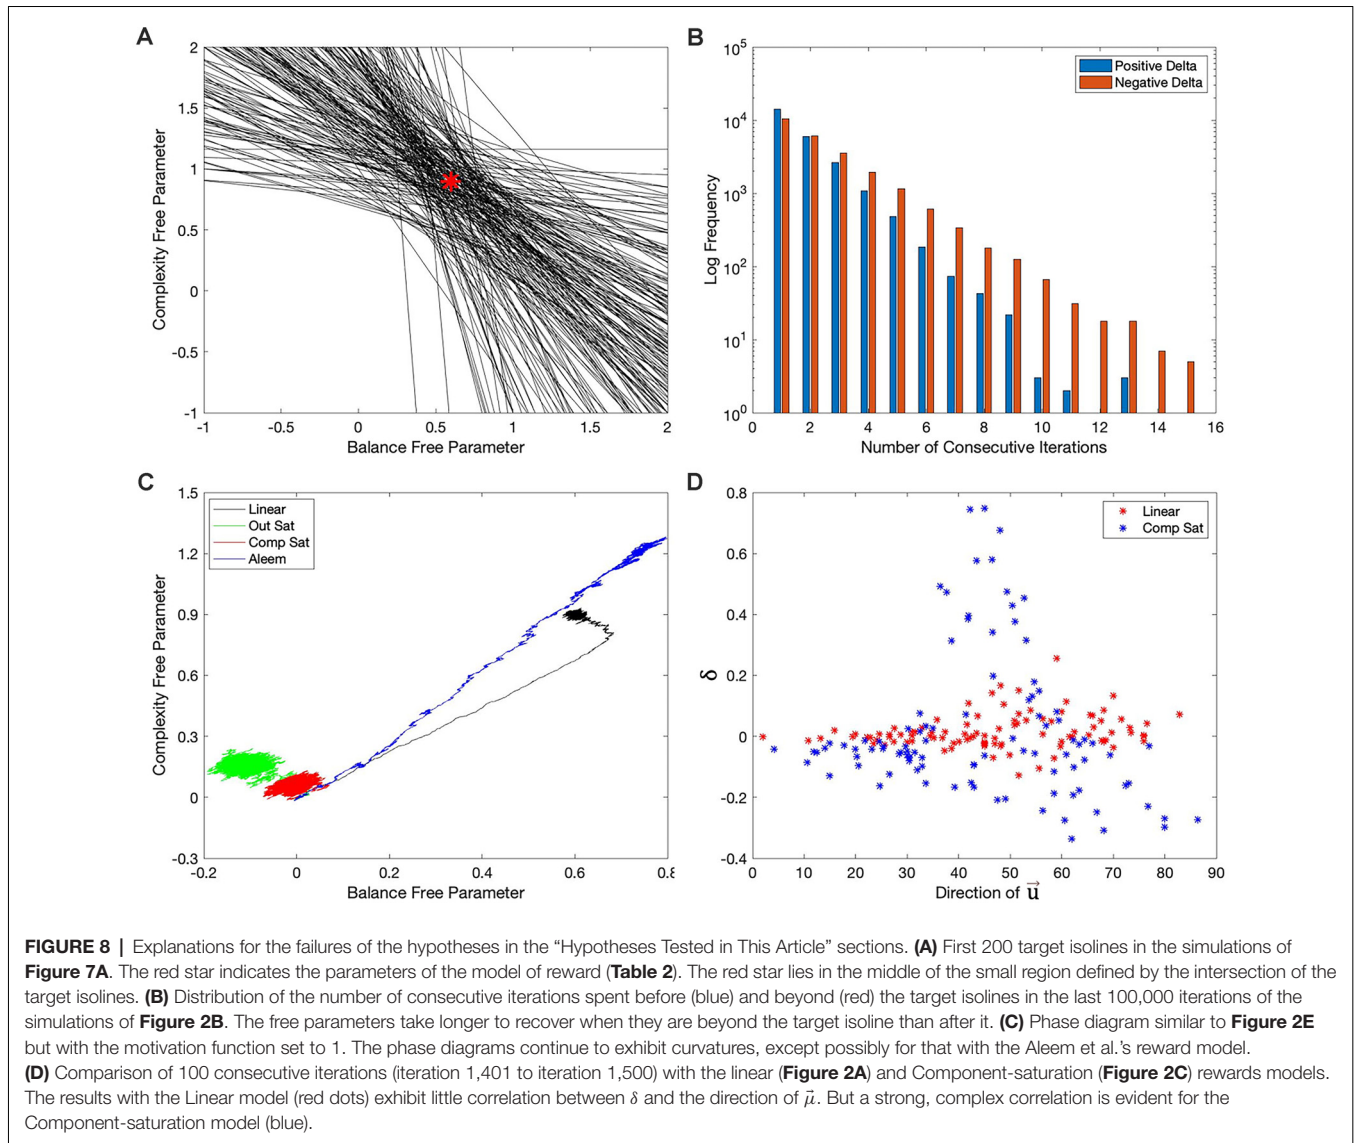 A
2
1.5
1
0.5
0
-0.5
-1
Complexity Free Parameter
-1 -0.5 0 0.5 1 1.5 2
Balance Free Parameter
B
10^5
10^4
10^3
10^2
10^1
10^0
Log Frequency
Positive Delta
Negative Delta
0 2 4 6 8 10 12 14 16
Number of Consecutive Iterations
C
1.5
1.2
0.9
0.6
0.3
0
-0.3
Complexity Free Parameter
Linear
Out Sat
Comp Sat
Aleem
-0.2 0 0.2 0.4 0.6 0.8
Balance Free Parameter
D
0.8
0.6
0.4
0.2
0
-0.2
-0.4
δ
Linear
Comp Sat
0 10 20 30 40 50 60 70 80 90
Direction of u⃗
FIGURE 8 | Explanations for the failures of the hypotheses in the “Hypotheses Tested in This Article” sections. (A) First 200 target isolines in the simulations of
Figure 7A. The red star indicates the parameters of the model of reward (Table 2). The red star lies in the middle of the small region defined by the intersection of the
target isolines. (B) Distribution of the number of consecutive iterations spent before (blue) and beyond (red) the target isolines in the last 100,000 iterations of the
simulations of Figure 2B. The free parameters take longer to recover when they are beyond the target isoline than after it. (C) Phase diagram similar to Figure 2E
but with the motivation function set to 1. The phase diagrams continue to exhibit curvatures, except possibly for that with the Aleem et al.’s reward model.
(D) Comparison of 100 consecutive iterations (iteration 1,401 to iteration 1,500) with the linear (Figure 2A) and Component-saturation (Figure 2C) rewards models.
The results with the Linear model (red dots) exhibit little correlation between δ and the direction of μ⃗. But a strong, complex correlation is evident for the
Component-saturation model (blue).